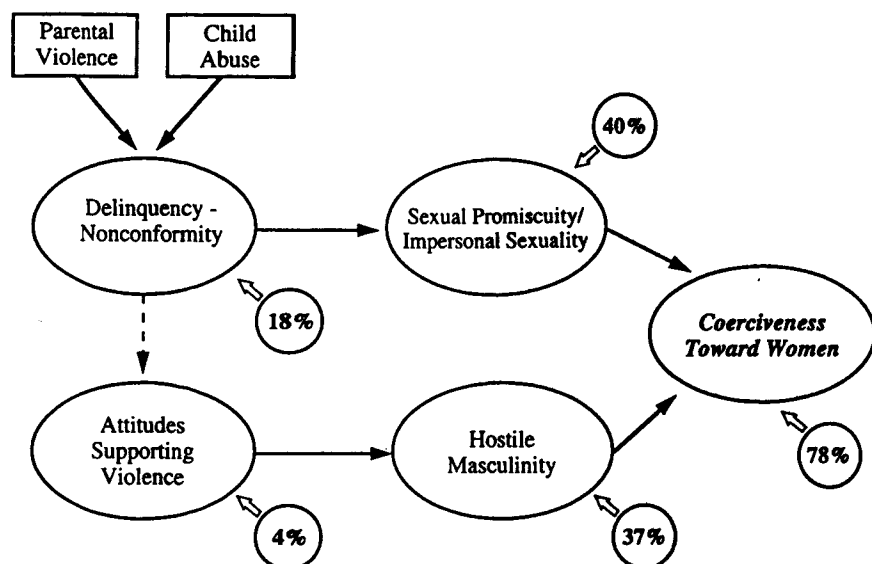 Parental
Violence
Child
Abuse
40%
Delinquency -
Nonconformity
Sexual Promiscuity/
Impersonal Sexuality
18%
Coerciveness
Toward Women
Attitudes
Supporting
Violence
Hostile
Masculinity
78%
4%
37%